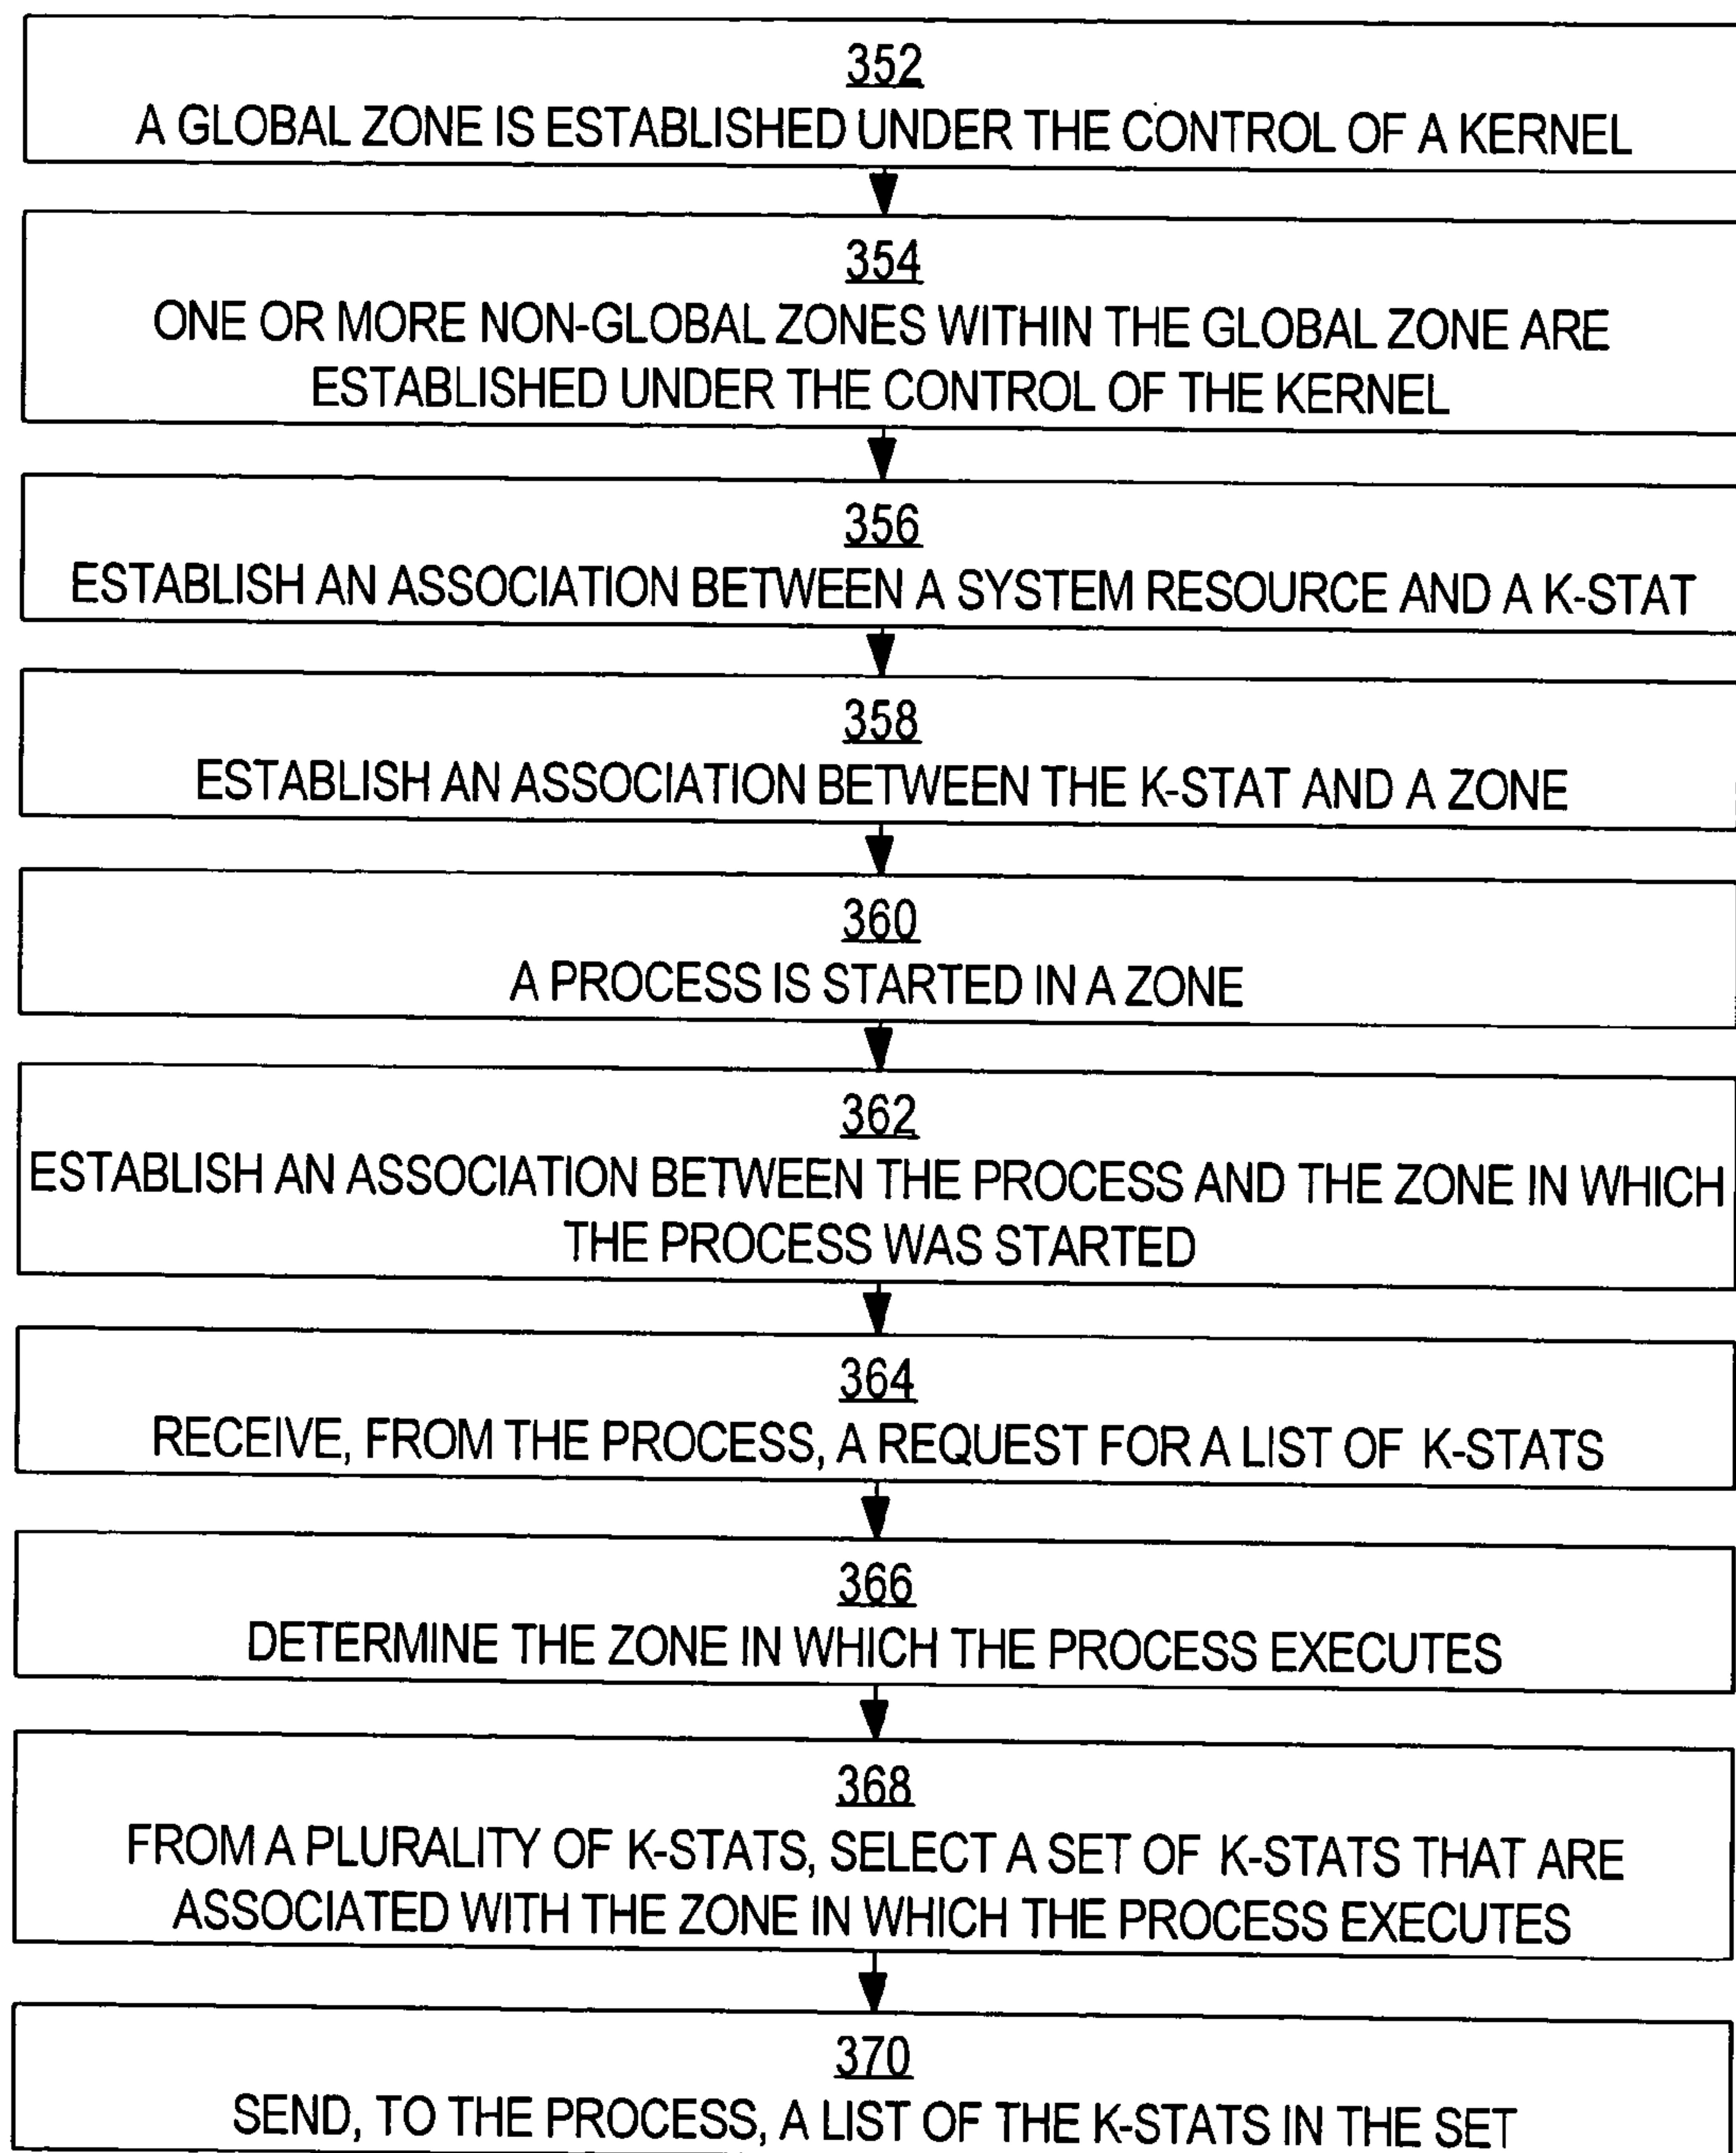 352
A GLOBAL ZONE IS ESTABLISHED UNDER THE CONTROL OF A KERNEL
354
ONE OR MORE NON-GLOBAL ZONES WITHIN THE GLOBAL ZONE ARE
ESTABLISHED UNDER THE CONTROL OF THE KERNEL
356
ESTABLISH AN ASSOCIATION BETWEEN A SYSTEM RESOURCE AND A K-STAT
358
ESTABLISH AN ASSOCIATION BETWEEN THE K-STAT AND A ZONE
360
A PROCESS IS STARTED IN A ZONE
362
ESTABLISH AN ASSOCIATION BETWEEN THE PROCESS AND THE ZONE IN WHICH
THE PROCESS WAS STARTED
364
RECEIVE, FROM THE PROCESS, A REQUEST FOR A LIST OF K-STATS
366
DETERMINE THE ZONE IN WHICH THE PROCESS EXECUTES
368
FROM A PLURALITY OF K-STATS, SELECT A SET OF K-STATS THAT ARE
ASSOCIATED WITH THE ZONE IN WHICH THE PROCESS EXECUTES
370
SEND, TO THE PROCESS, A LIST OF THE K-STATS IN THE SET